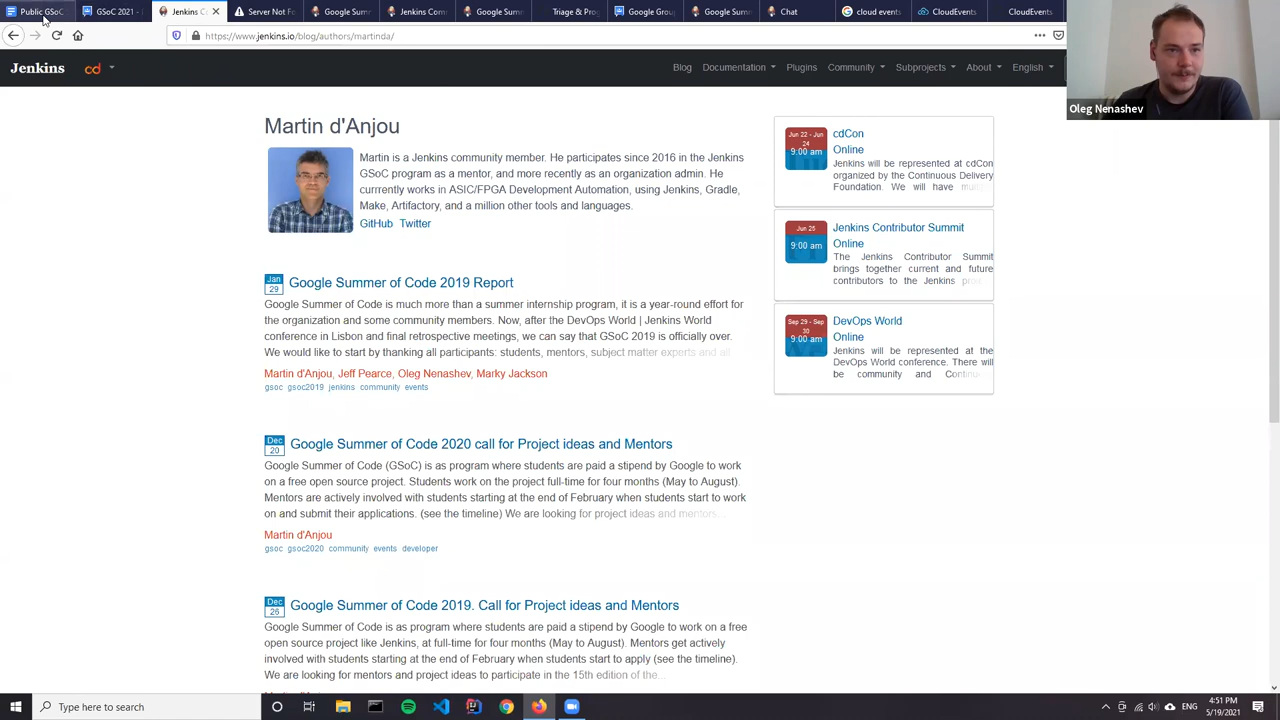 Public GSoC
GSoC 2021 -
Jenkins Co
Server Not Fo
Google Summ
Jenkins Com
Google Summ
Triage & Pro
Google Group
Google Summ
Chat
cloud events
CloudEvents
CloudEvents
https://www.jenkins.io/blog/authors/martinda/
Oleg Nenashev
Jenkins
cd
Blog Documentation Plugins Community Subprojects About English
Martin d'Anjou
Martin is a Jenkins community member. He participates since 2016 in the Jenkins
GSoC program as a mentor, and more recently as an organization admin. He
currrently works in ASIC/FPGA Development Automation, using Jenkins, Gradle,
Make, Artifactory, and a million other tools and languages.
GitHub Twitter
Jan
29
Google Summer of Code 2019 Report
Google Summer of Code is much more than a summer internship program, it is a year-round effort for
the organization and some community members. Now, after the DevOps World | Jenkins World
conference in Lisbon and final retrospective meetings, we can say that GSoC 2019 is officially over.
We would like to start by thanking all participants: students, mentors, subject matter experts and all
Martin d'Anjou, Jeff Pearce, Oleg Nenashev, Marky Jackson
gsoc gsoc2019 jenkins community events
Dec
20
Google Summer of Code 2020 call for Project ideas and Mentors
Google Summer of Code (GSoC) is as program where students are paid a stipend by Google to work
on a free open source project. Students work on the project full-time for four months (May to August).
Mentors are actively involved with students starting at the end of February when students start to work
on and submit their applications. (see the timeline) We are looking for project ideas and mentors...
Martin d'Anjou
gsoc gsoc2020 community events developer
Dec
26
Google Summer of Code 2019. Call for Project ideas and Mentors
Google Summer of Code is as program where students are paid a stipend by Google to work on a free
open source project like Jenkins, at full-time for four months (May to August). Mentors get actively
involved with students starting at the end of February when students start to apply (see the timeline).
We are looking for mentors and project ideas to participate in the 15th edition of the...
Jun 22 - Jun
24
9:00 am
cdCon
Online
Jenkins will be represented at cdCon
organized by the Continuous Delivery
Foundation. We will have
Jun 25
9:00 am
Jenkins Contributor Summit
Online
The Jenkins Contributor Summit
brings together current and future
contributors to the Jenkins
Sep 29 - Sep
30
9:00 am
DevOps World
Online
Jenkins will be represented at the
DevOps World conference. There will
be community and
Type here to search
4:51 PM
5/19/2021